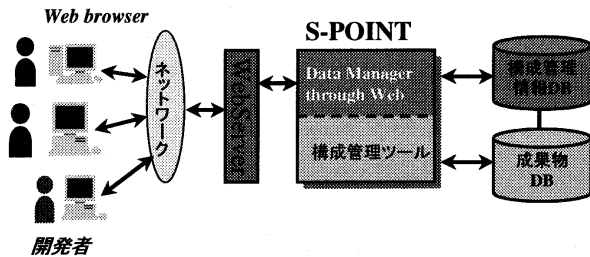 Web browser
開発者
ネットワーク
WebServer
S-POINT
Data Manager
through Web
構成管理ツール
構成管理
情報DB
成果物
DB